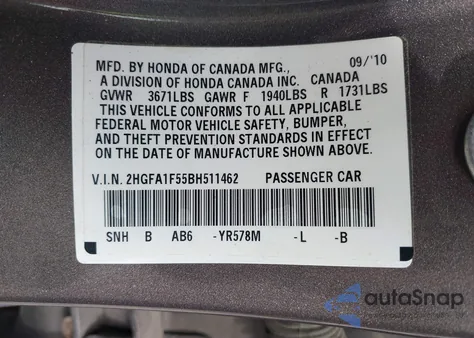 MFD. BY HONDA OF CANADA MFG., 09/'10
A DIVISION OF HONDA CANADA INC. CANADA
GVWR 3671LBS GAWR F 1940LBS R 1731LBS
THIS VEHICLE CONFORMS TO ALL APPLICABLE
FEDERAL MOTOR VEHICLE SAFETY, BUMPER,
AND THEFT PREVENTION STANDARDS IN EFFECT
ON THE DATE OF MANUFACTURE SHOWN ABOVE.
V.I.N. 2HGFA1F55BH511462 PASSENGER CAR
SNH B AB6 -YR578M -L -B
autoSnap